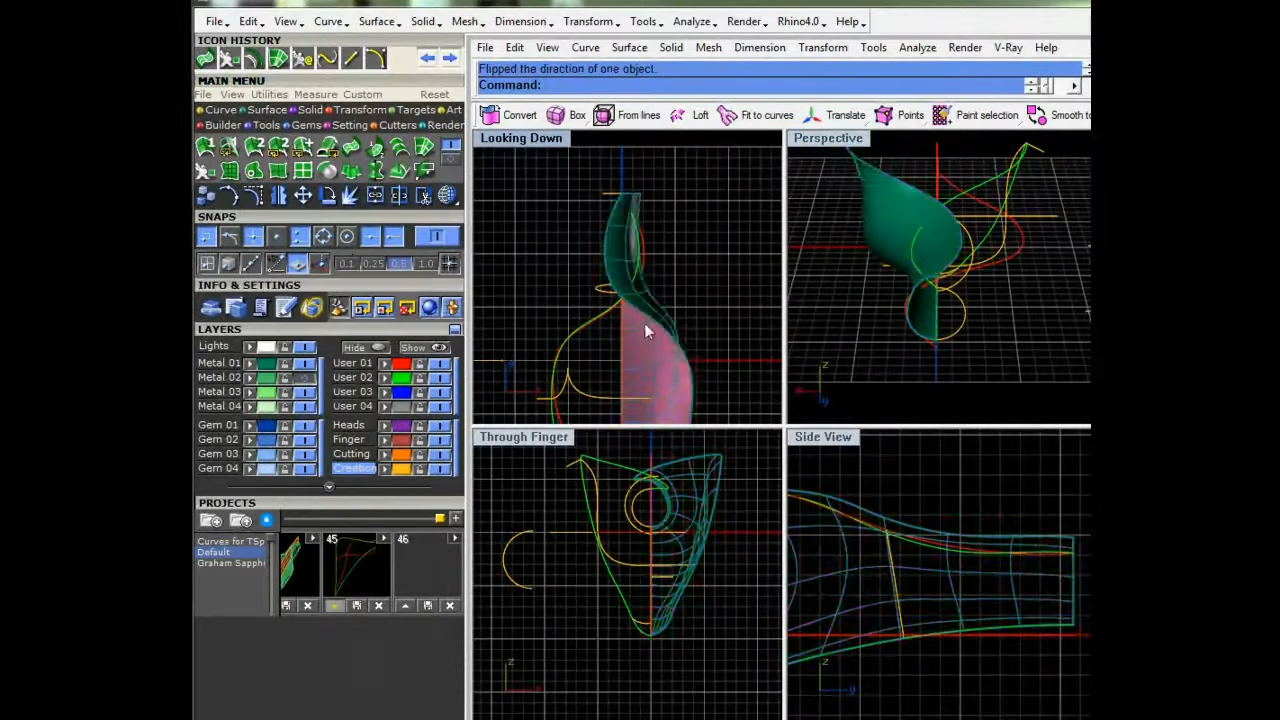 File Edit View Curve Surface Solid Mesh Dimension Transform Tools Analyze Render Rhino4.0 Help
ICON HISTORY
MAIN MENU
File View Utilities Measure Custom Reset
Curve Surface Solid Transform Targets Art
Builder Tools Gems Setting Cutters Render
SNAPS
0.1 0.25 0.5 1.0
INFO & SETTINGS
LAYERS
Lights Hide Show
Metal 01 User 01
Metal 02 User 02
Metal 03 User 03
Metal 04 User 04
Gem 01 Heads
Gem 02 Finger
Gem 03 Cutting
Gem 04 Creation
PROJECTS
Curves for TSp
Default
Graham Sapph
45 46
File Edit View Curve Surface Solid Mesh Dimension Transform Tools Analyze Render V-Ray Help
Flipped the direction of one object.
Command:
Convert Box From lines Loft Fit to curves Translate Points Paint selection Smooth to
Looking Down
Perspective
z
y
Through Finger
z
x
Side View
z
y